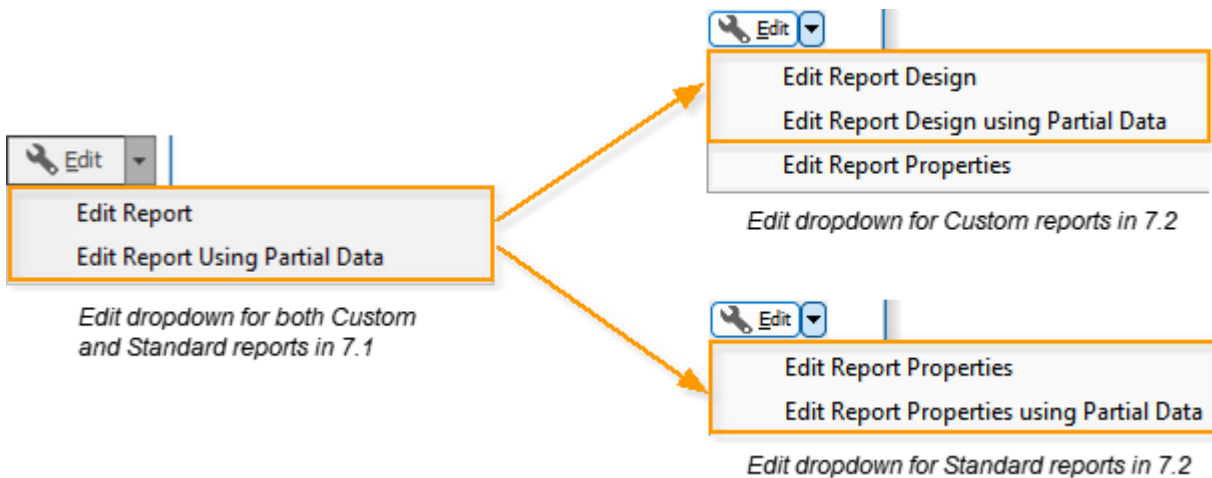 Edit
Edit Report
Edit Report Using Partial Data
Edit dropdown for both Custom
and Standard reports in 7.1
Edit
Edit Report Design
Edit Report Design using Partial Data
Edit Report Properties
Edit dropdown for Custom reports in 7.2
Edit
Edit Report Properties
Edit Report Properties using Partial Data
Edit dropdown for Standard reports in 7.2